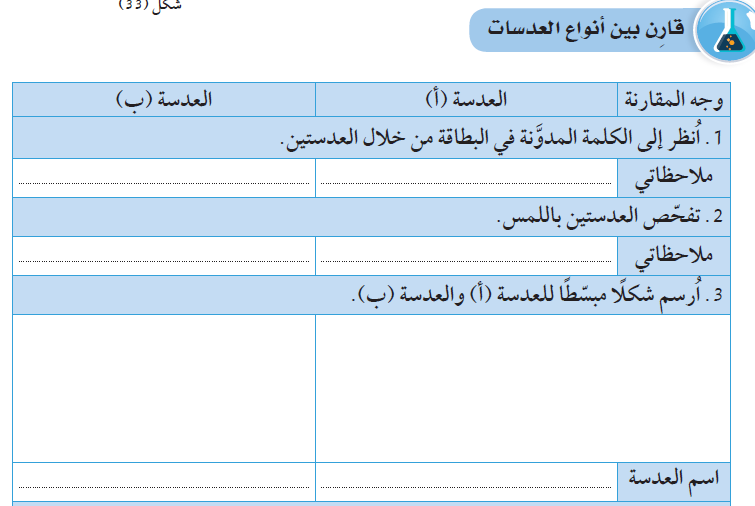 شكل (33)
قارِن بين أنواع العدسات
وجه المقارنة العدسة (أ) العدسة (ب)
1. اُنظر إلى الكلمة المدوَّنة في البطاقة من خلال العدستين.
ملاحظاتي
2. تفحّص العدستين باللمس.
ملاحظاتي
3. اُرسم شكلًا مبسّطًا للعدسة (أ) والعدسة (ب).
اسم العدسة